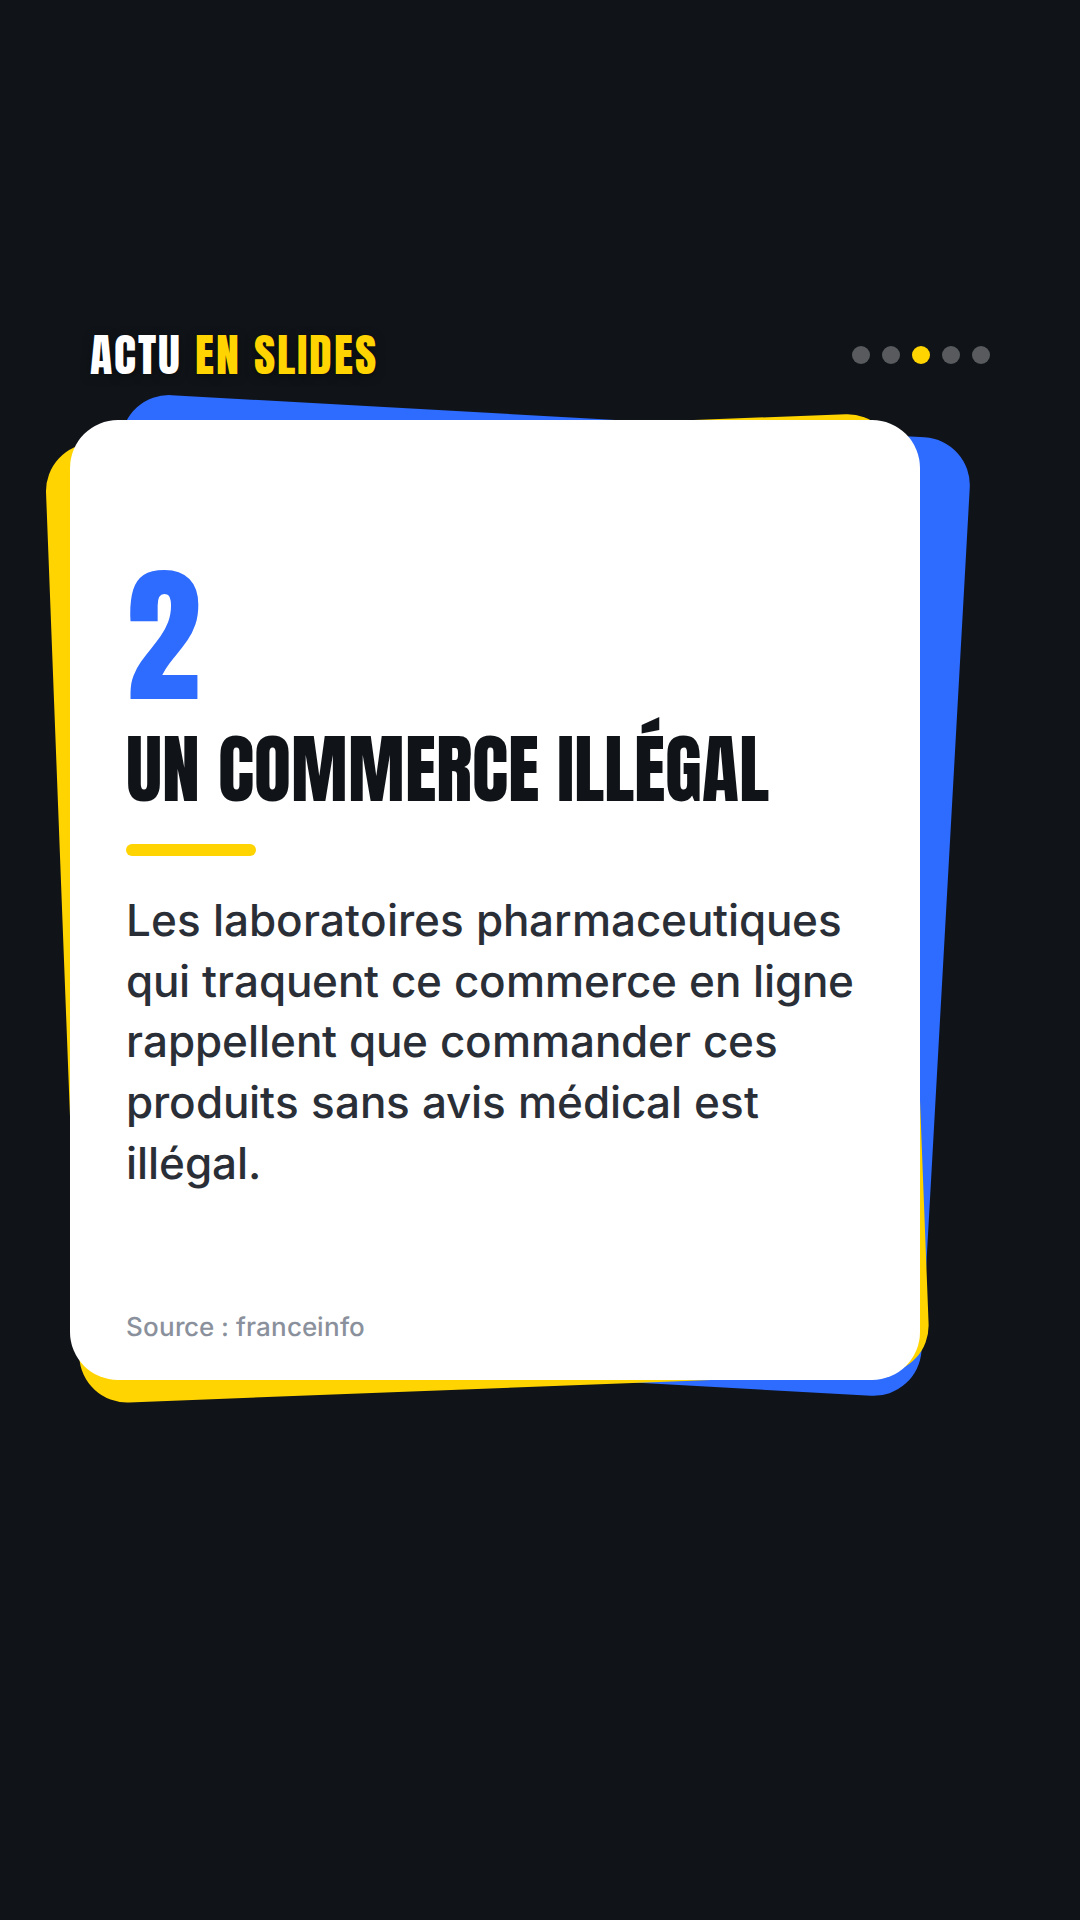 ACTU EN SLIDES
2
UN COMMERCE ILLÉGAL
Les laboratoires pharmaceutiques
qui traquent ce commerce en ligne
rappellent que commander ces
produits sans avis médical est
illégal.
Source : franceinfo